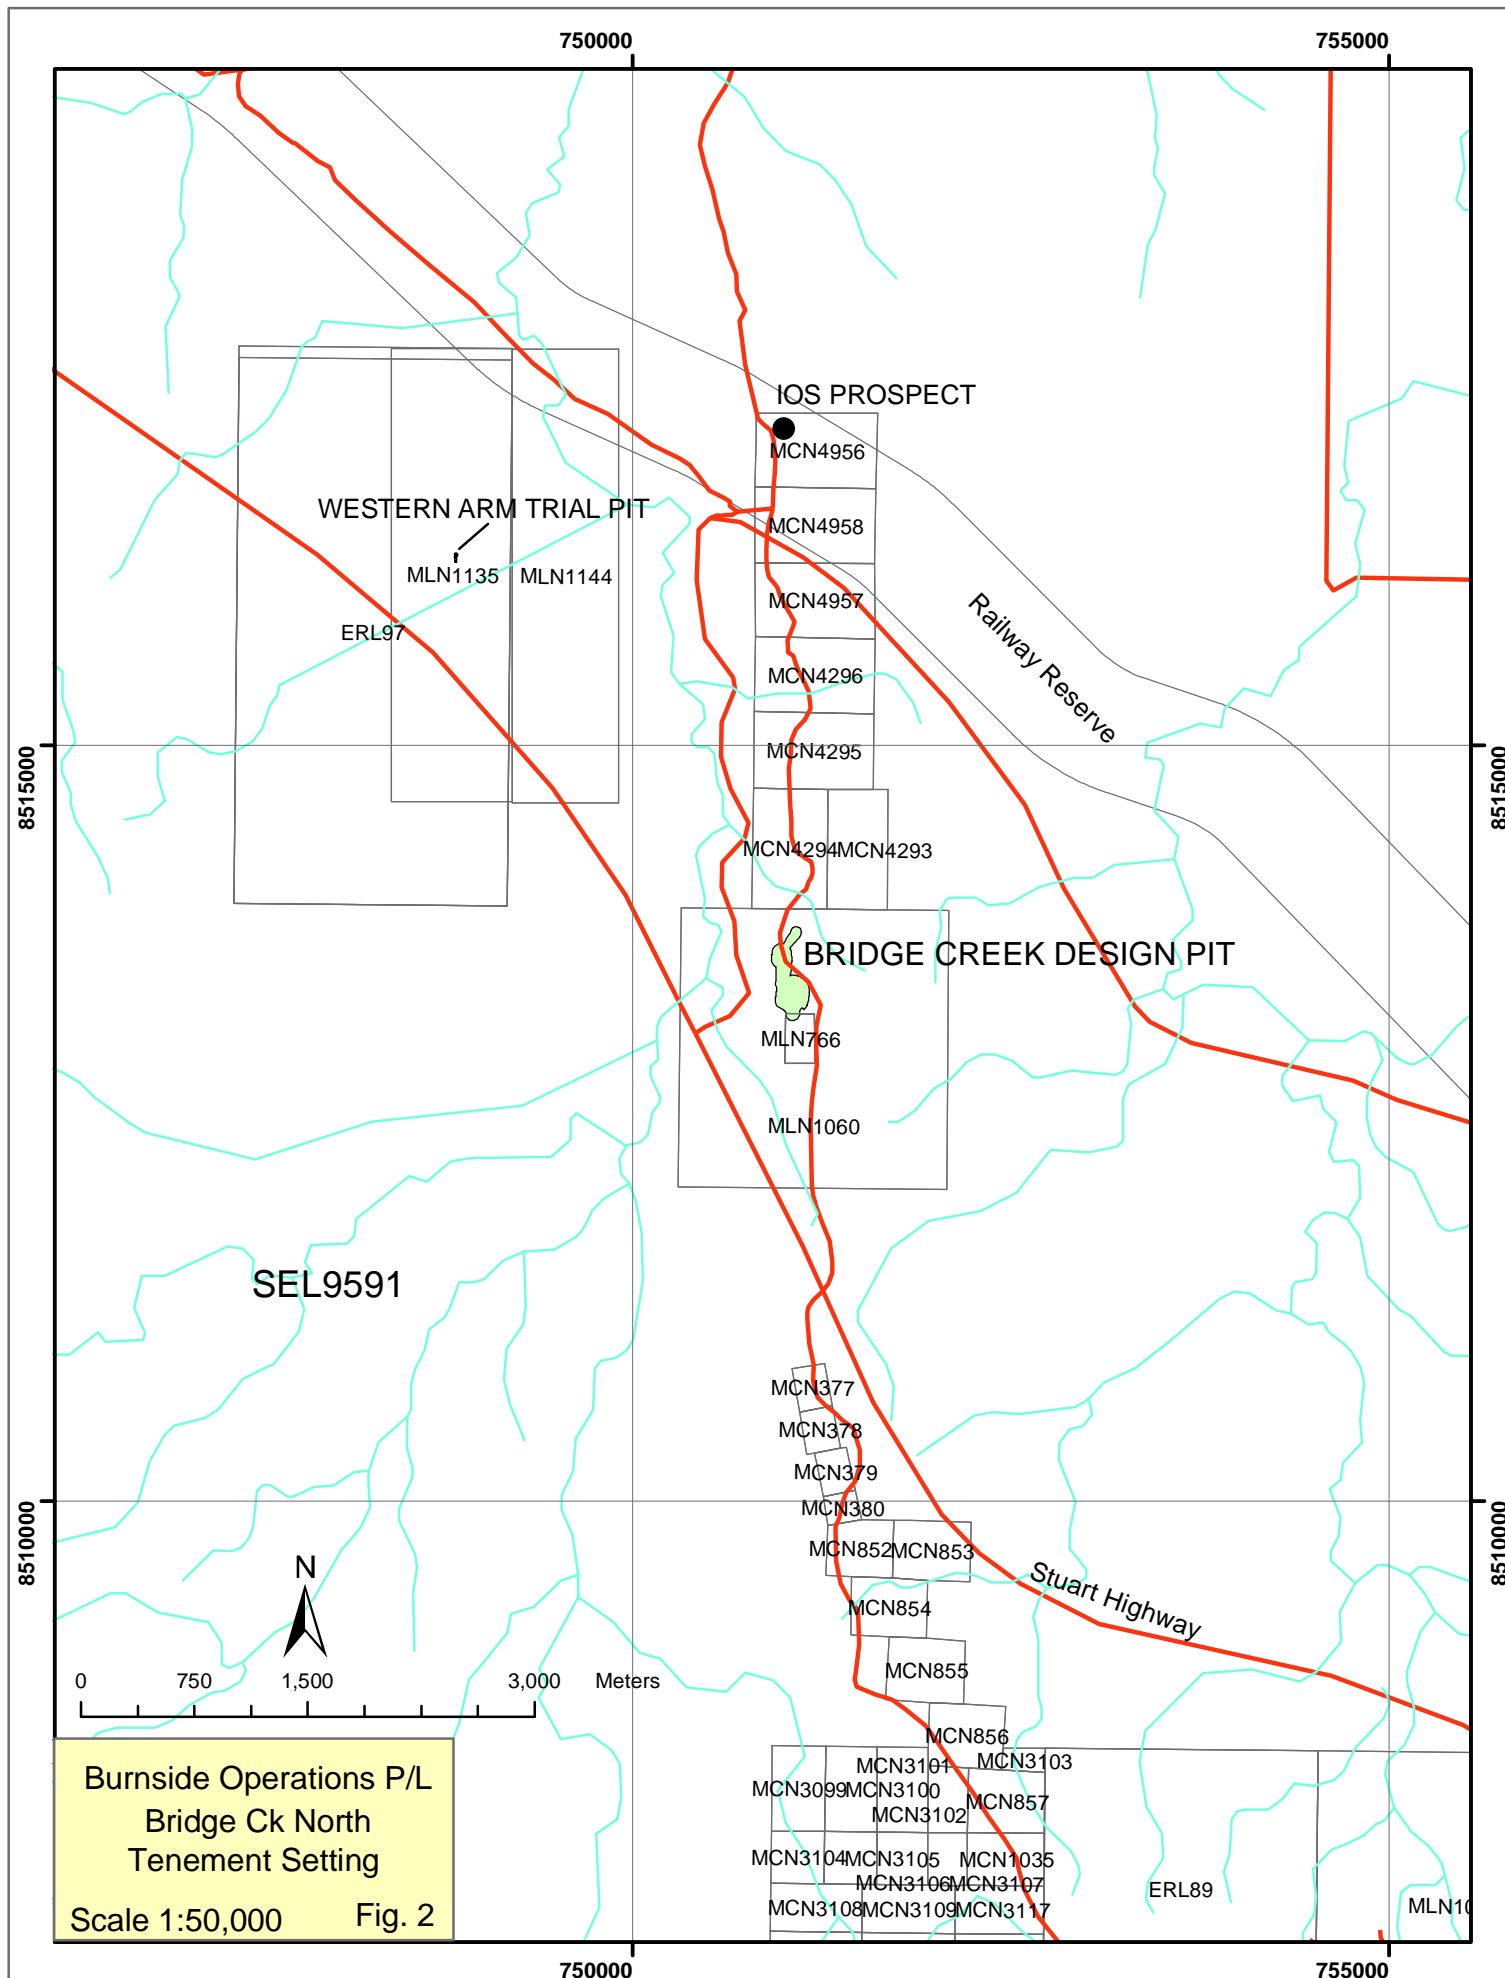 750000
755000
IOS PROSPECT
MCN4956
WESTERN ARM TRIAL PIT
MCN4958
MLN1135
MLN1144
MCN4957
ERL97
Railway Reserve
MCN4296
MCN4295
8515000
8515000
MCN4294
MCN4293
BRIDGE CREEK DESIGN PIT
MLN766
MLN1060
SEL9591
MCN377
MCN378
MCN379
MCN380
8510000
8510000
MCN852
MCN853
N
Stuart Highway
MCN854
MCN855
0 750 1,500 3,000 Meters
MCN856
MCN3101
MCN3103
MCN3099
MCN3100
MCN857
MCN3102
MCN3104
MCN3105
MCN1035
MCN3106
MCN3107
ERL89
MCN3108
MCN3109
MCN3117
MLN10
Burnside Operations P/L
Bridge Ck North
Tenement Setting
Scale 1:50,000
Fig. 2
750000
755000